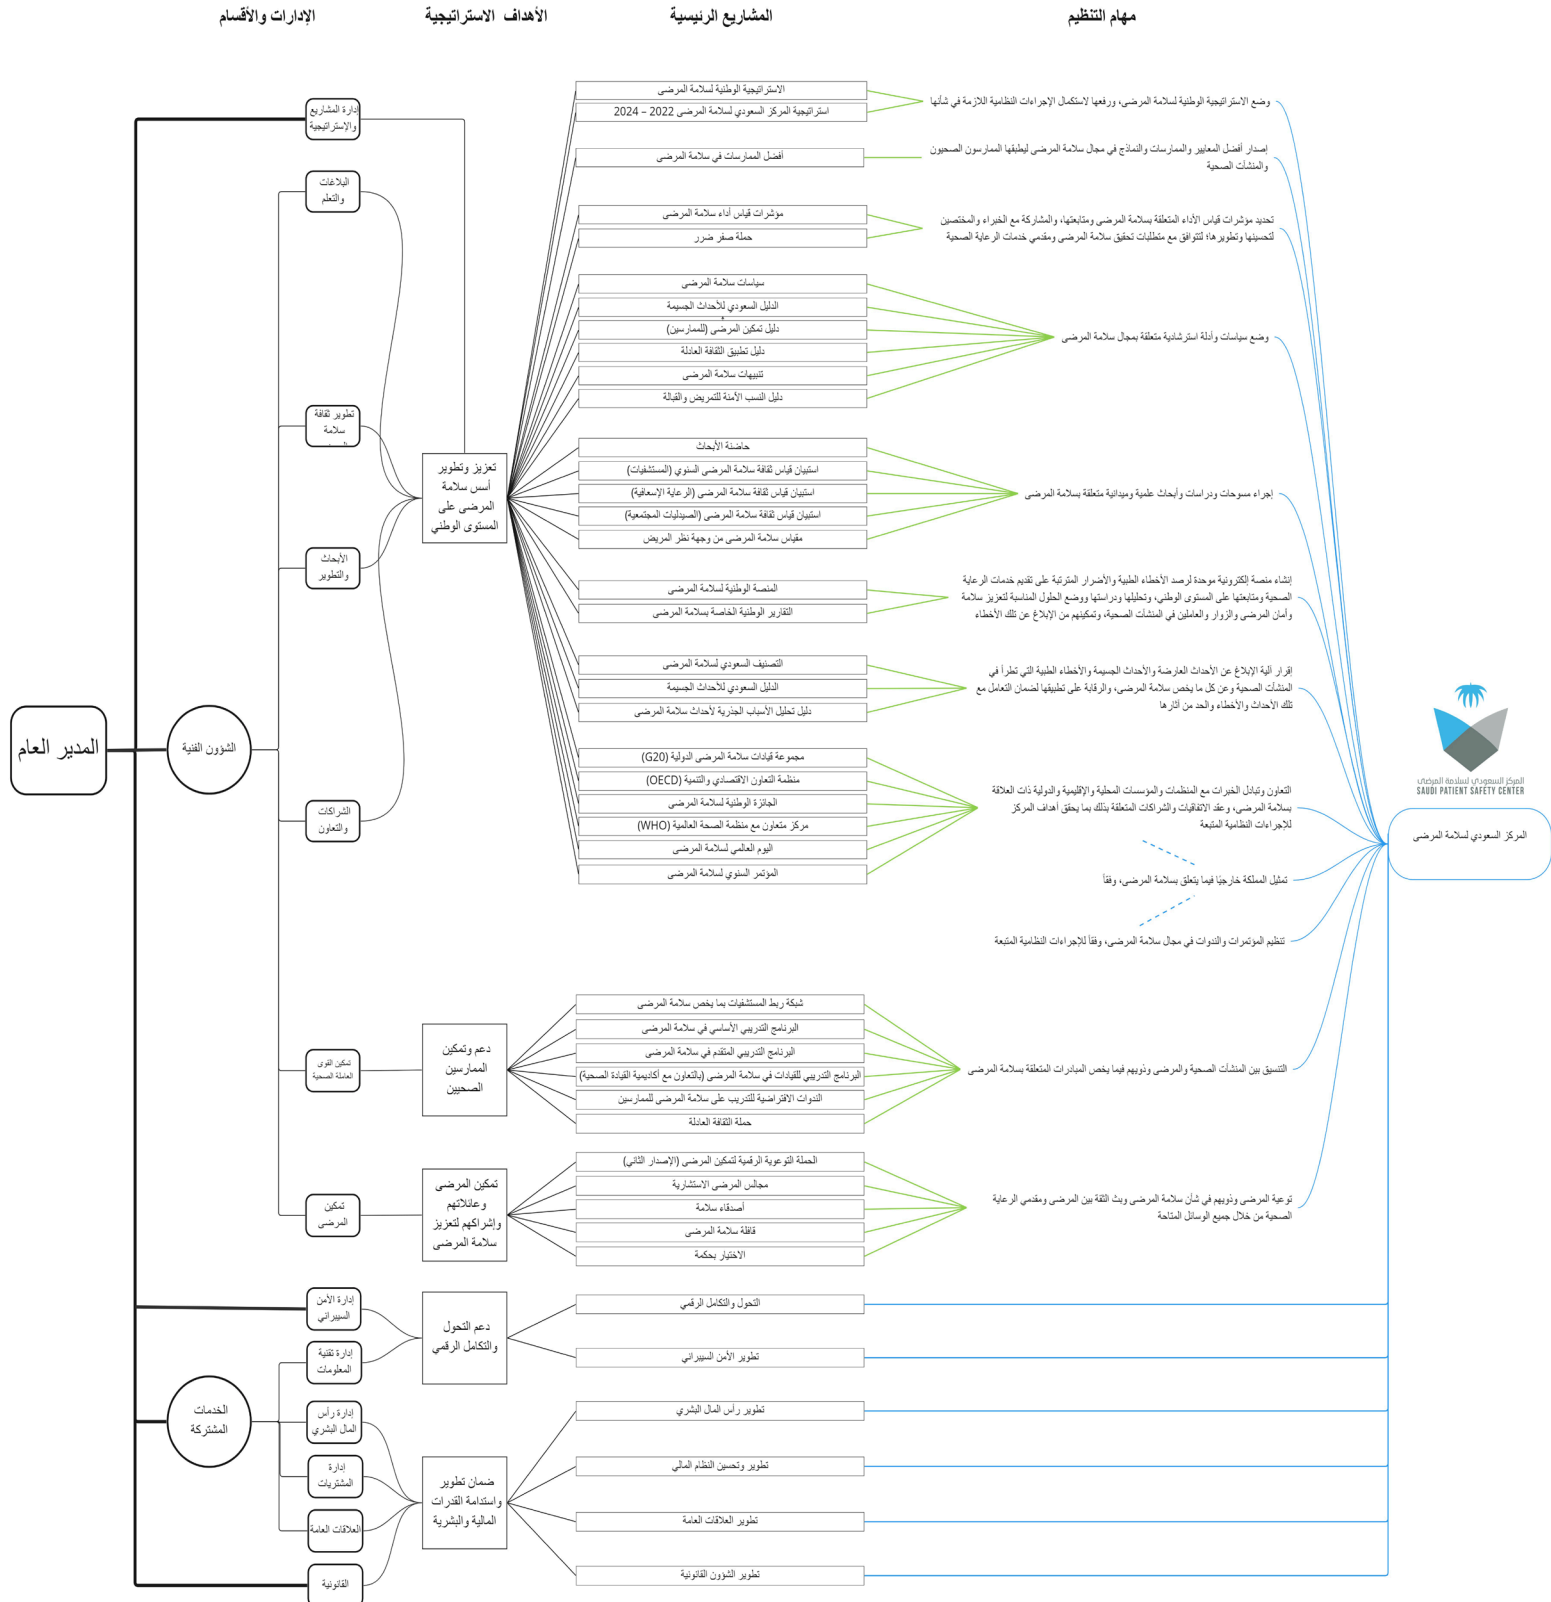 مهام التنظيم
المشاريع الرئيسية
الأهداف الاستراتيجية
الإدارات والأقسام
المركز السعودي لسلامة المرضى
SAUDI PATIENT SAFETY CENTER
المركز السعودي لسلامة المرضى
وضع الاستراتيجية الوطنية لسلامة المرضى، ورفعها لاستكمال الإجراءات النظامية اللازمة في شأنها
إصدار أفضل المعايير والممارسات والنماذج في مجال سلامة المرضى ليطبقها الممارسون الصحيون
والمنشآت الصحية
تحديد مؤشرات قياس الأداء المتعلقة بسلامة المرضى ومتابعتها، والمشاركة مع الخبراء والمختصين
لتحسينها وتطويرها؛ لتتوافق مع متطلبات تحقيق سلامة المرضى ومقدمي خدمات الرعاية الصحية
وضع سياسات وأدلة استرشادية متعلقة بمجال سلامة المرضى
إجراء مسوحات ودراسات وأبحاث علمية وميدانية متعلقة بسلامة المرضى
إنشاء منصة إلكترونية موحدة لرصد الأخطاء الطبية والأضرار المترتبة على تقديم خدمات الرعاية
الصحية ومتابعتها على المستوى الوطني، وتحليلها ودراستها ووضع الحلول المناسبة لتعزيز سلامة
وأمان المرضى والزوار والعاملين في المنشآت الصحية، وتمكينهم من الإبلاغ عن تلك الأخطاء
إقرار آلية الإبلاغ عن الأحداث العارضة والأحداث الجسيمة والأخطاء الطبية التي تطرأ في
المنشآت الصحية وعن كل ما يخص سلامة المرضى، والرقابة على تطبيقها لضمان التعامل مع
تلك الأحداث والأخطاء والحد من آثارها
التعاون وتبادل الخبرات مع المنظمات والمؤسسات المحلية والإقليمية والدولية ذات العلاقة
بسلامة المرضى، وعقد الاتفاقيات والشراكات المتعلقة بذلك بما يحقق أهداف المركز
للإجراءات النظامية المتبعة
تمثيل المملكة خارجيًا فيما يتعلق بسلامة المرضى، وفقاً
تنظيم المؤتمرات والندوات في مجال سلامة المرضى، وفقاً للإجراءات النظامية المتبعة
التنسيق بين المنشآت الصحية والمرضى وذويهم فيما يخص المبادرات المتعلقة بسلامة المرضى
توعية المرضى وذويهم في شأن سلامة المرضى وبث الثقة بين المرضى ومقدمي الرعاية
الصحية من خلال جميع الوسائل المتاحة
الاستراتيجية الوطنية لسلامة المرضى
استراتيجية المركز السعودي لسلامة المرضى 2022 – 2024
أفضل الممارسات في سلامة المرضى
مؤشرات قياس أداء سلامة المرضى
حملة صفر ضرر
سياسات سلامة المرضى
الدليل السعودي للأحداث الجسيمة
دليل تمكين المرضى (للممارسين)
دليل تطبيق الثقافة العادلة
تنبيهات سلامة المرضى
دليل النسب الآمنة للتمريض والقبالة
حاضنة الأبحاث
استبيان قياس ثقافة سلامة المرضى السنوي (المستشفيات)
استبيان قياس ثقافة سلامة المرضى (الرعاية الإسعافية)
استبيان قياس ثقافة سلامة المرضى (الصيدليات المجتمعية)
مقياس سلامة المرضى من وجهة نظر المريض
المنصة الوطنية لسلامة المرضى
التقارير الوطنية الخاصة بسلامة المرضى
التصنيف السعودي لسلامة المرضى
الدليل السعودي للأحداث الجسيمة
دليل تحليل الأسباب الجذرية لأحداث سلامة المرضى
مجموعة قيادات سلامة المرضى الدولية (G20)
منظمة التعاون الاقتصادي والتنمية (OECD)
الجائزة الوطنية لسلامة المرضى
مركز متعاون مع منظمة الصحة العالمية (WHO)
اليوم العالمي لسلامة المرضى
المؤتمر السنوي لسلامة المرضى
شبكة ربط المستشفيات بما يخص سلامة المرضى
البرنامج التدريبي الأساسي في سلامة المرضى
البرنامج التدريبي المتقدم في سلامة المرضى
البرنامج التدريبي للقيادات في سلامة المرضى (بالتعاون مع أكاديمية القيادة الصحية)
الندوات الافتراضية للتدريب على سلامة المرضى للممارسين
حملة الثقافة العادلة
الحملة التوعوية الرقمية لتمكين المرضى (الإصدار الثاني)
مجالس المرضى الاستشارية
أصدقاء سلامة
قافلة سلامة المرضى
الاختيار بحكمة
التحول والتكامل الرقمي
تطوير الأمن السيبراني
تطوير رأس المال البشري
تطوير وتحسين النظام المالي
تطوير العلاقات العامة
تطوير الشؤون القانونية
تعزيز وتطوير
أسس سلامة
المرضى على
المستوى الوطني
دعم وتمكين
الممارسين
الصحيين
تمكين المرضى
وعائلاتهم
وإشراكهم لتعزيز
سلامة المرضى
دعم التحول
والتكامل الرقمي
ضمان تطوير
واستدامة القدرات
المالية والبشرية
إدارة المشاريع
والإستراتيجية
البلاغات
والتعلم
تطوير ثقافة
سلامة
الأبحاث
والتطوير
الشراكات
والتعاون
تمكين القوى
العاملة الصحية
تمكين
المرضى
إدارة الأمن
السيبراني
إدارة تقنية
المعلومات
إدارة رأس
المال البشري
إدارة
المشتريات
العلاقات العامة
القانونية
الشؤون الفنية
الخدمات
المشتركة
المدير العام